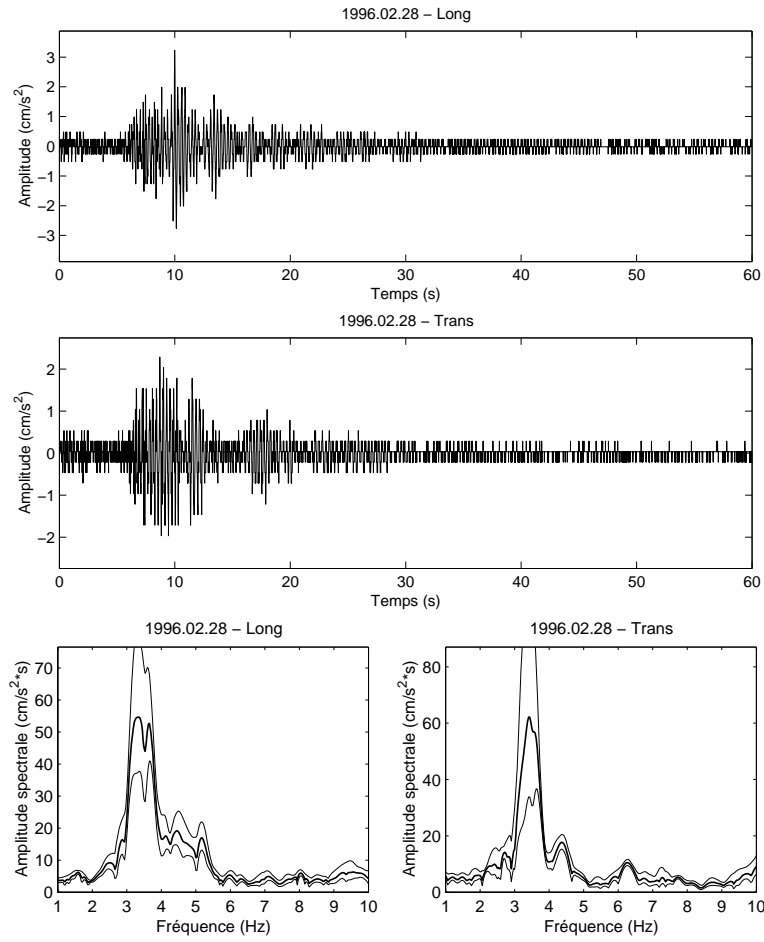 1996.02.28 – Long
Amplitude (cm/s²)
3
2
1
0
−1
−2
−3
0 10 20 30 40 50 60
Temps (s)
1996.02.28 – Trans
Amplitude (cm/s²)
2
1
0
−1
−2
0 10 20 30 40 50 60
Temps (s)
1996.02.28 – Long
Amplitude spectrale (cm/s²*s)
70
60
50
40
30
20
10
0
1 2 3 4 5 6 7 8 9 10
Fréquence (Hz)
1996.02.28 – Trans
Amplitude spectrale (cm/s²*s)
80
60
40
20
0
1 2 3 4 5 6 7 8 9 10
Fréquence (Hz)